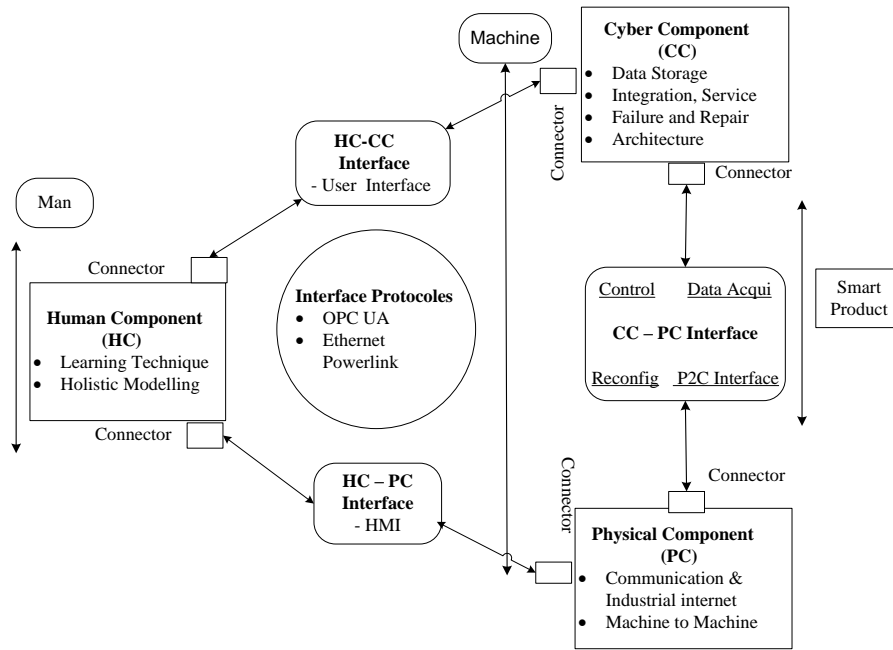 Machine
Cyber Component
(CC)
• Data Storage
• Integration, Service
• Failure and Repair
• Architecture
Connector
Connector
HC-CC
Interface
- User Interface
Man
Connector
Human Component
(HC)
• Learning Technique
• Holistic Modelling
Connector
Interface Protocoles
• OPC UA
• Ethernet
Powerlink
Control Data Acqui
CC – PC Interface
Reconfig P2C Interface
Smart
Product
HC – PC
Interface
- HMI
Connector
Connector
Physical Component
(PC)
• Communication &
Industrial internet
• Machine to Machine